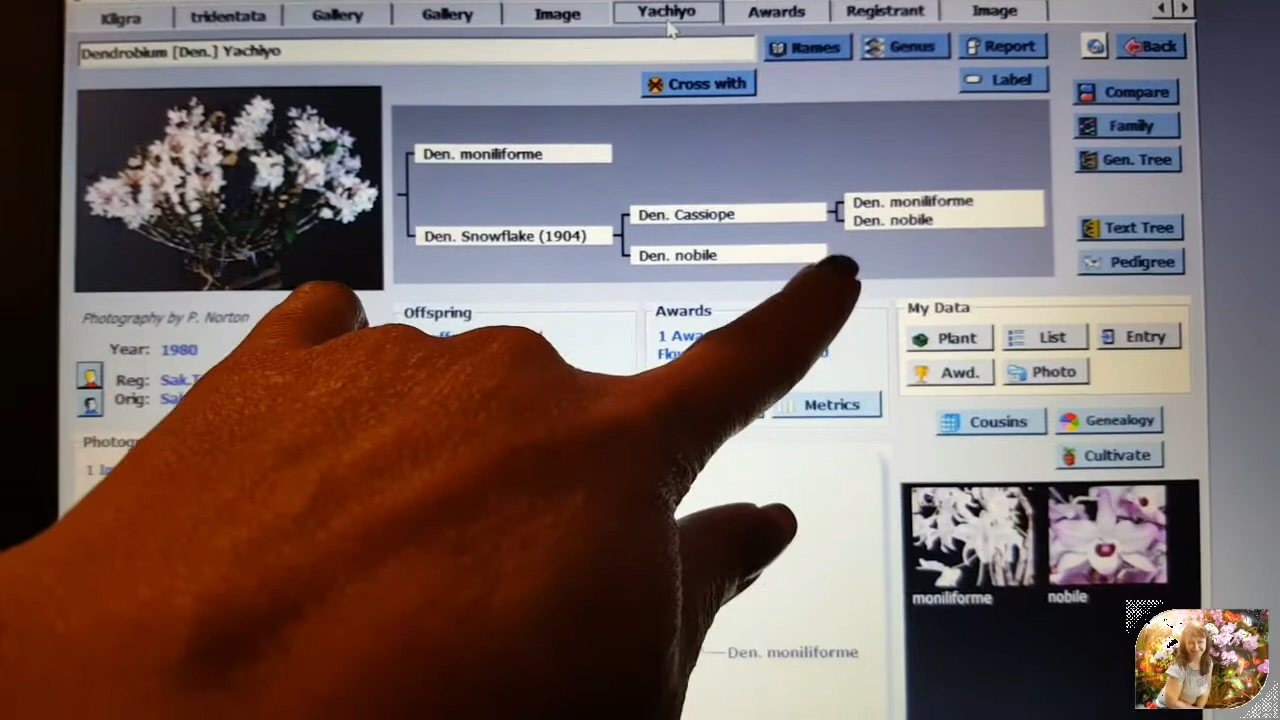 Kligra
tridentata
Gallery
Gallery
Image
Yachiyo
Awards
Registrant
Image
Dendrobium [Den.] Yachiyo
Names
Genus
Report
Back
Cross with
Label
Compare
Family
Gen. Tree
Text Tree
Pedigree
Den. moniliforme
Den. Snowflake (1904)
Den. Cassiope
Den. nobile
Den. moniliforme
Den. nobile
Photography by P. Norton
Year: 1980
Reg:
Orig:
Offspring
Awards
1
Metrics
My Data
Plant
List
Entry
Awd.
Photo
Cousins
Genealogy
Cultivate
1
moniliforme
nobile
Den. moniliforme